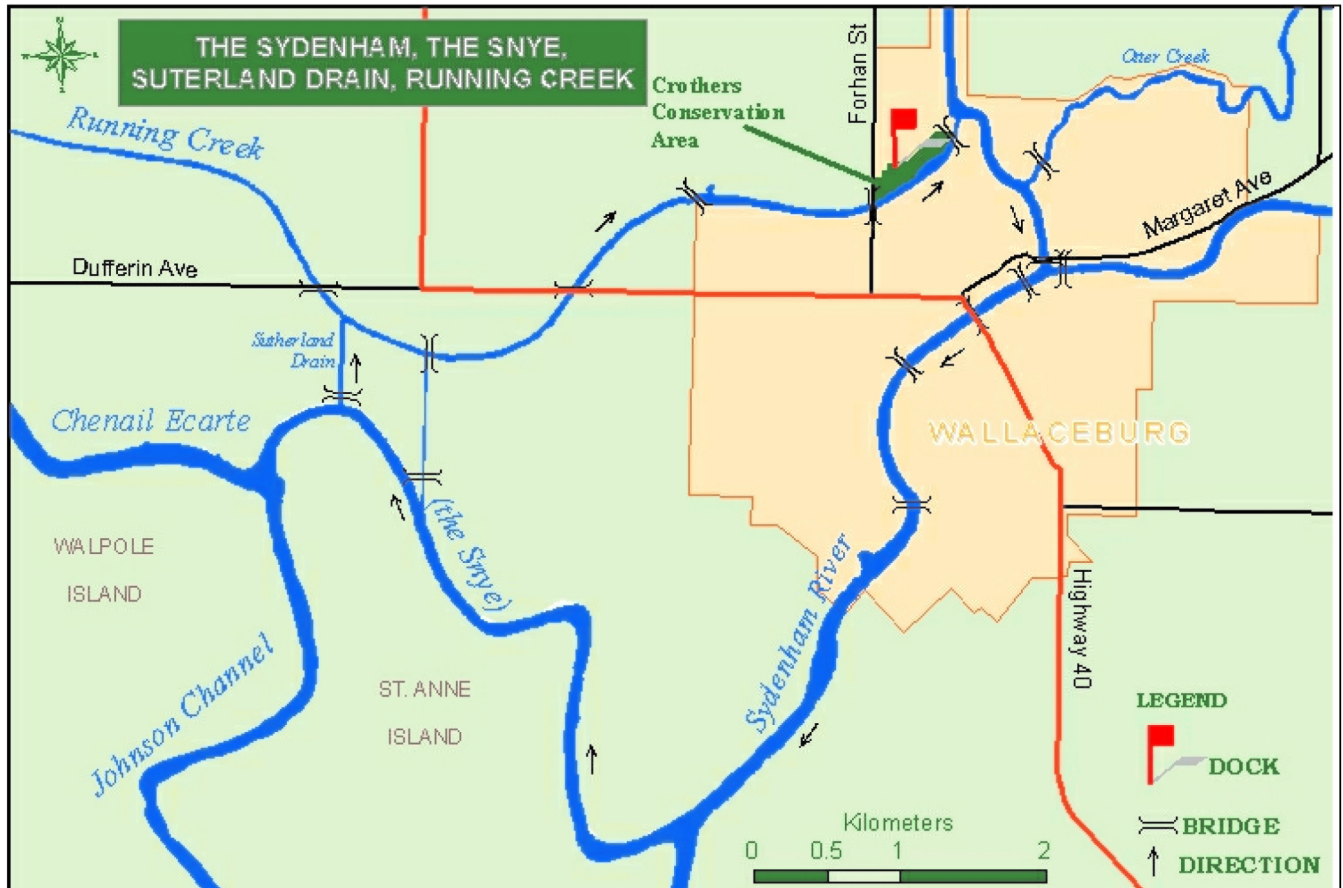 THE SYDENHAM, THE SNYE,
SUTERLAND DRAIN, RUNNING CREEK
Running Creek
Crothers
Conservation
Area
Forhan St
Otter Creek
Margaret Ave
Dufferin Ave
Sutherland
Drain
Chenail Ecarte
(the Snye)
WALLACEBURG
WALPOLE
ISLAND
Johnson Channel
ST. ANNE
ISLAND
Sydenham River
Highway 40
LEGEND
DOCK
BRIDGE
DIRECTION
Kilometers
0 0.5 1 2